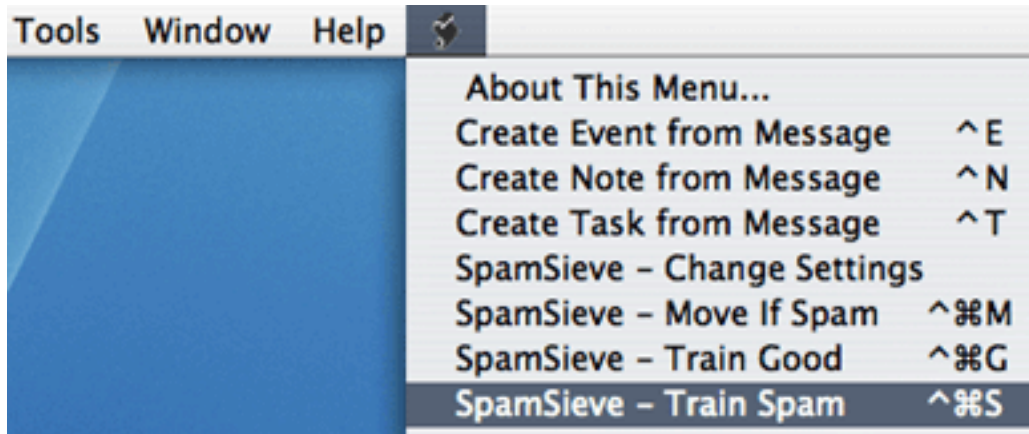 Tools Window Help
About This Menu...
Create Event from Message ^E
Create Note from Message ^N
Create Task from Message ^T
SpamSieve – Change Settings
SpamSieve – Move If Spam ^⌘M
SpamSieve – Train Good ^⌘G
SpamSieve – Train Spam ^⌘S